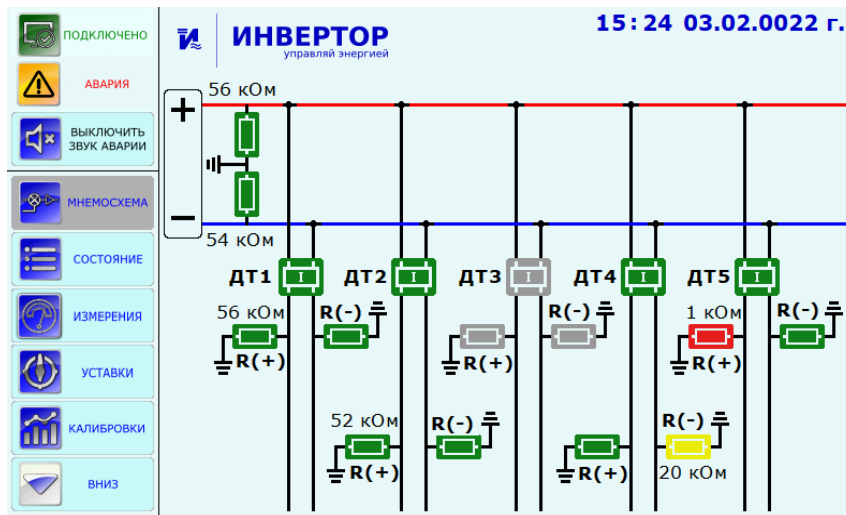 ПОДКЛЮЧЕНО
АВАРИЯ
ВЫКЛЮЧИТЬ
ЗВУК АВАРИИ
МНЕМОСХЕМА
СОСТОЯНИЕ
ИЗМЕРЕНИЯ
УСТАВКИ
КАЛИБРОВКИ
ВНИЗ
ИНВЕРТОР
управляй энергией
15:24 03.02.0022 г.
56 кОм
+
−
54 кОм
ДТ1 I ДТ2 I ДТ3 I ДТ4 I ДТ5 I
56 кОм R(-) R(-) 1 кОм R(-)
R(+) R(+) R(+)
52 кОм R(-) R(-)
R(+) R(+) 20 кОм